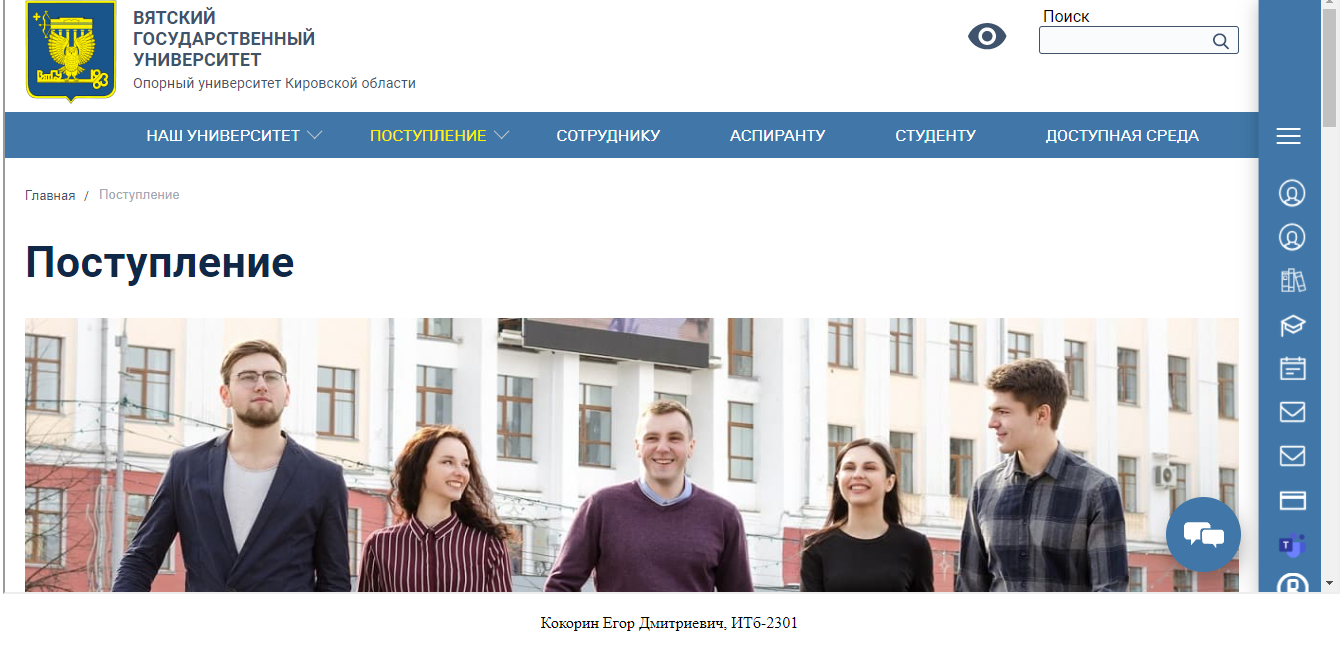 ВЯТСКИЙ
ГОСУДАРСТВЕННЫЙ
УНИВЕРСИТЕТ
Опорный университет Кировской области
Поиск
НАШ УНИВЕРСИТЕТ
ПОСТУПЛЕНИЕ
СОТРУДНИКУ
АСПИРАНТУ
СТУДЕНТУ
ДОСТУПНАЯ СРЕДА
Главная / Поступление
Поступление
Кокорин Егор Дмитриевич, ИТб-2301